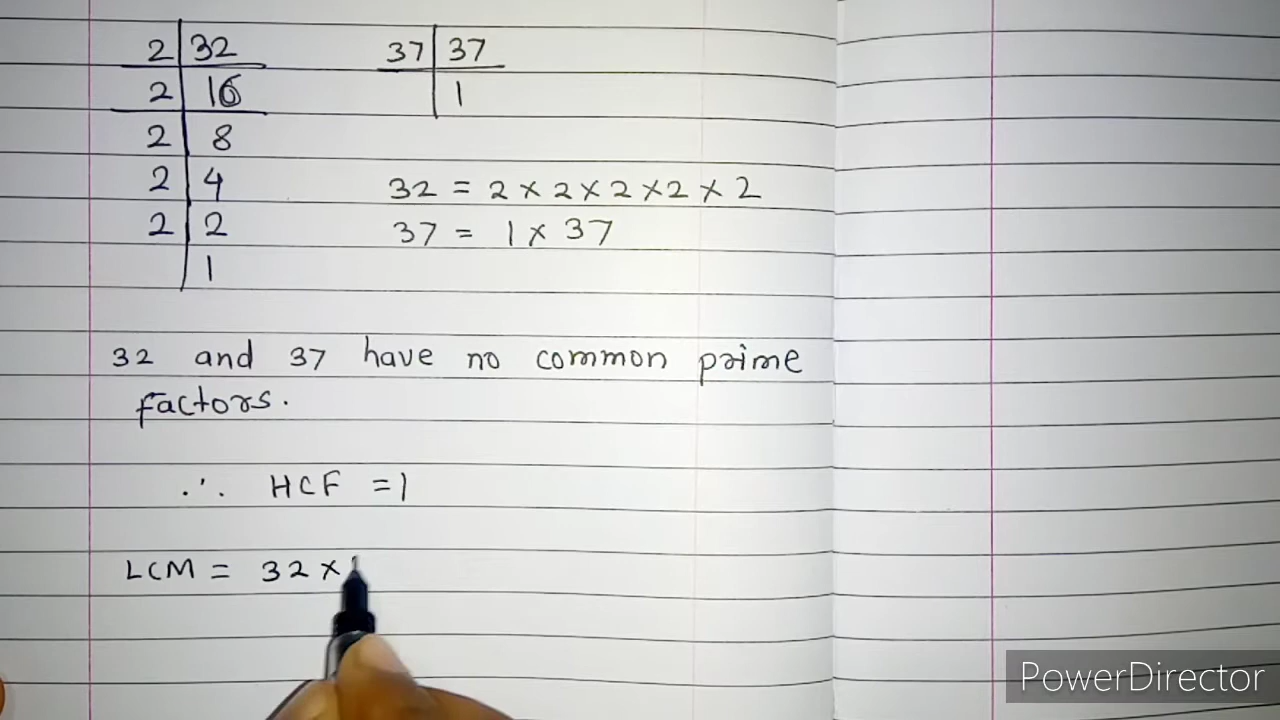 2 | 32
2 | 16
2 | 8
2 | 4
2 | 2
1
37 | 37
1
32 = 2 × 2 × 2 × 2 × 2
37 = 1 × 37
32 and 37 have no common prime
factors.
∴ HCF = 1
LCM = 32 ×
PowerDirector